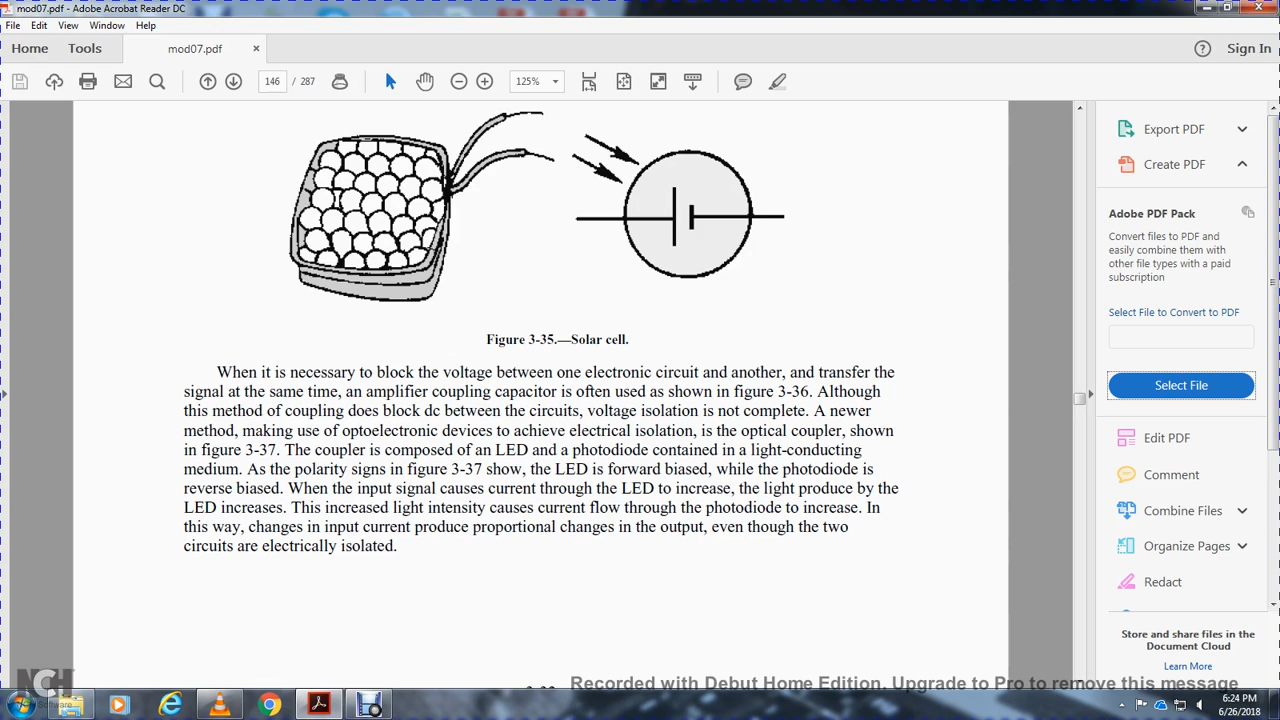 mod07.pdf - Adobe Acrobat Reader DC
File Edit View Window Help
Home Tools mod07.pdf × Sign In
146 / 287 125%
Figure 3-35.—Solar cell.
When it is necessary to block the voltage between one electronic circuit and another, and transfer the
signal at the same time, an amplifier coupling capacitor is often used as shown in figure 3-36. Although
this method of coupling does block dc between the circuits, voltage isolation is not complete. A newer
method, making use of optoelectronic devices to achieve electrical isolation, is the optical coupler, shown
in figure 3-37. The coupler is composed of an LED and a photodiode contained in a light-conducting
medium. As the polarity signs in figure 3-37 show, the LED is forward biased, while the photodiode is
reverse biased. When the input signal causes current through the LED to increase, the light produce by the
LED increases. This increased light intensity causes current flow through the photodiode to increase. In
this way, changes in input current produce proportional changes in the output, even though the two
circuits are electrically isolated.
Export PDF
Create PDF
Adobe PDF Pack
Convert files to PDF and
easily combine them with
other file types with a paid
subscription
Select File to Convert to PDF
Select File
Edit PDF
Comment
Combine Files
Organize Pages
Redact
Store and share files in the
Document Cloud
Learn More
NCH
Software
Recorded with Debut Home Edition. Upgrade to Pro to remove this message
6:24 PM
6/26/2018